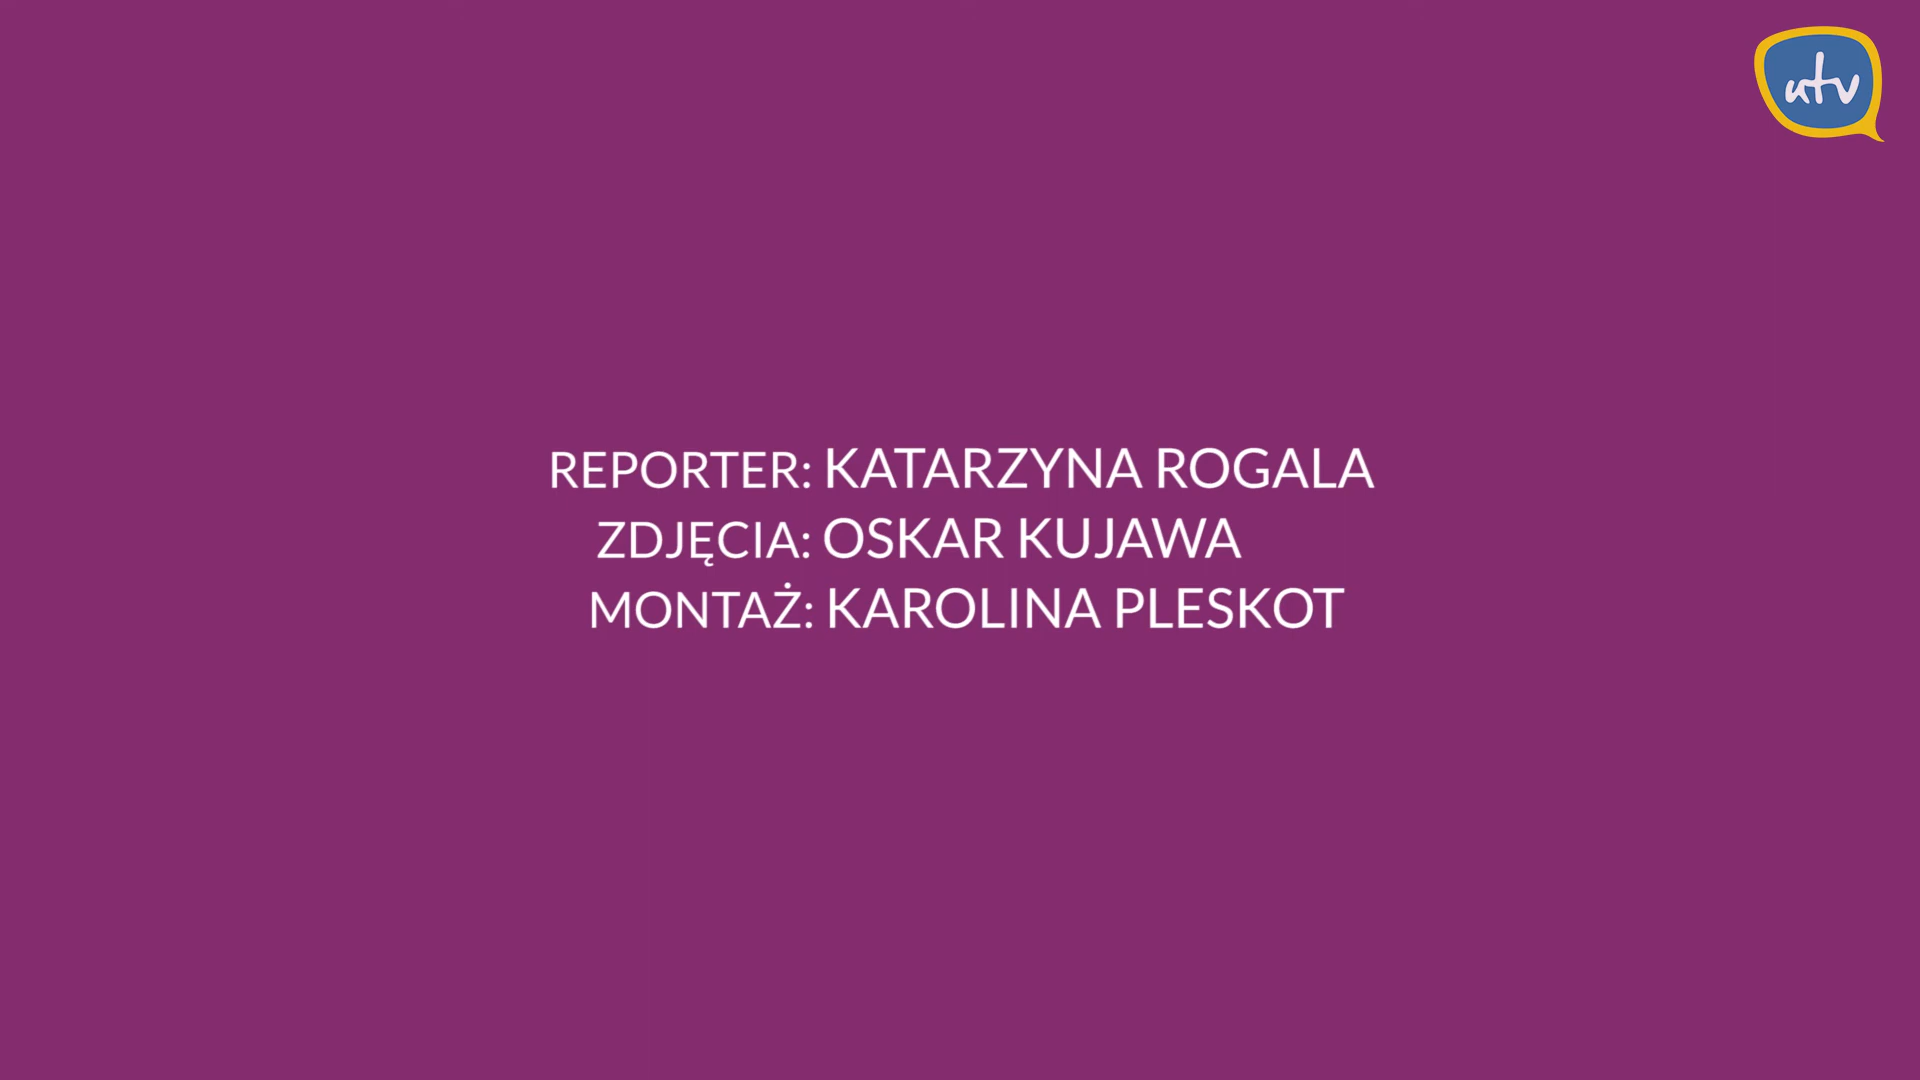 utv
REPORTER: KATARZYNA ROGALA
ZDJĘCIA: OSKAR KUJAWA
MONTAŻ: KAROLINA PLESKOT